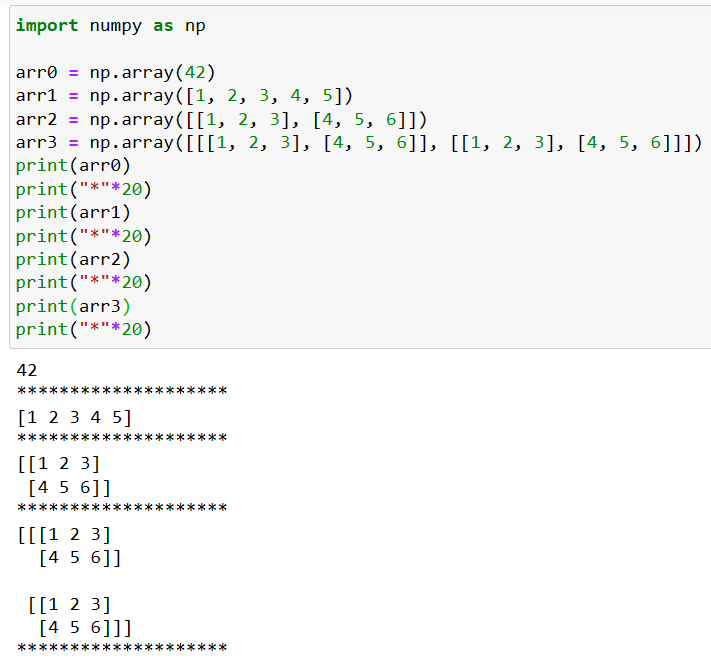 import numpy as np
arr0 = np.array(42)
arr1 = np.array([1, 2, 3, 4, 5])
arr2 = np.array([[1, 2, 3], [4, 5, 6]])
arr3 = np.array([[[1, 2, 3], [4, 5, 6]], [[1, 2, 3], [4, 5, 6]]])
print(arr0)
print("*"*20)
print(arr1)
print("*"*20)
print(arr2)
print("*"*20)
print(arr3)
print("*"*20)
42
********************
[1 2 3 4 5]
********************
[[1 2 3]
 [4 5 6]]
********************
[[[1 2 3]
  [4 5 6]]
 [[1 2 3]
  [4 5 6]]]
********************